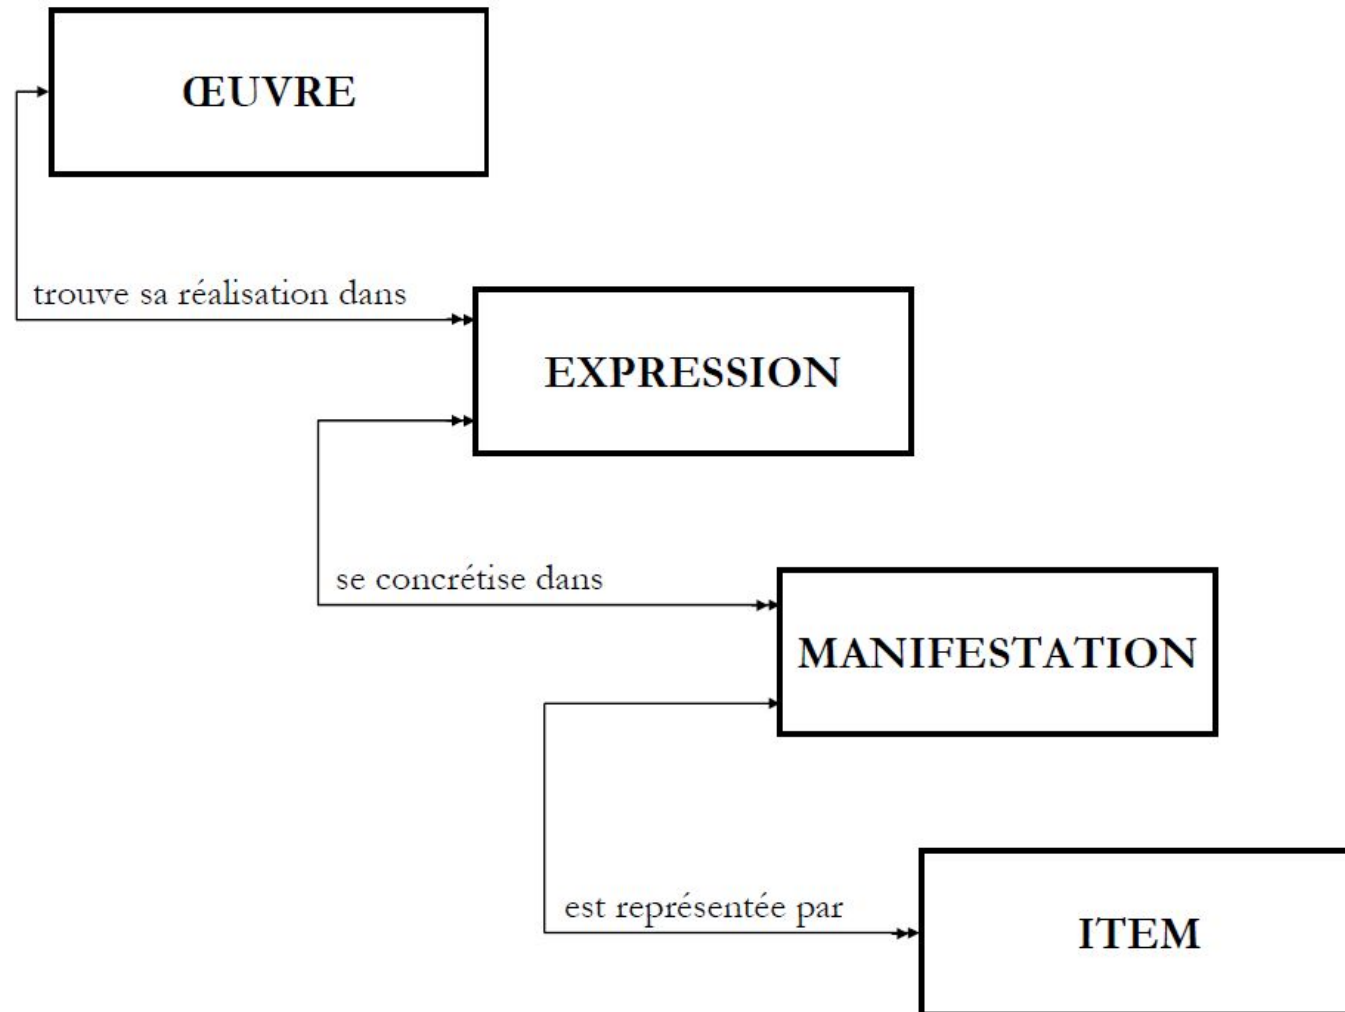 ŒUVRE
trouve sa réalisation dans
EXPRESSION
se concrétise dans
MANIFESTATION
est représentée par
ITEM